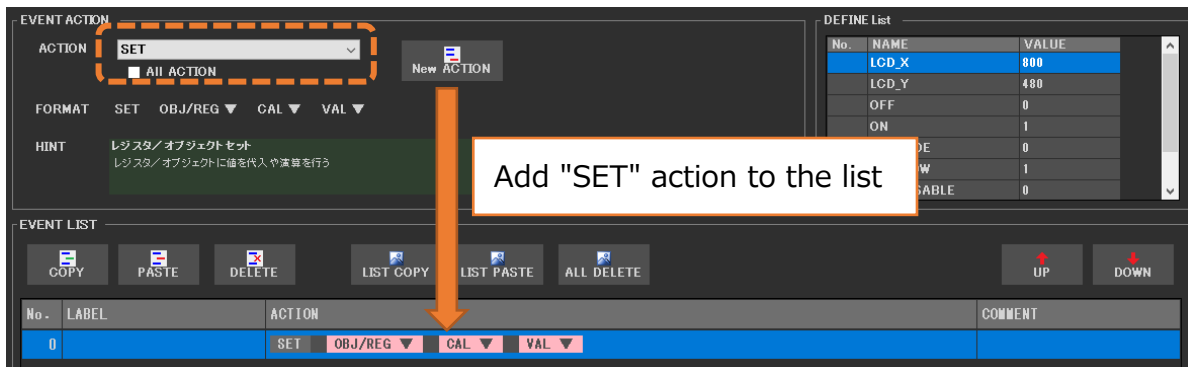 EVENT ACTION
ACTION SET
All ACTION
New ACTION
FORMAT SET OBJ/REG ▼ CAL ▼ VAL ▼
HINT レジスタ/オブジェクトセット
レジスタ/オブジェクトに値を代入や演算を行う
DEFINE List
No. NAME VALUE
LCD_X 800
LCD_Y 480
OFF 0
ON 1
DE 0
W 1
SABLE 0
Add "SET" action to the list
EVENT LIST
COPY PASTE DELETE LIST COPY LIST PASTE ALL DELETE UP DOWN
No. LABEL ACTION COMMENT
0 SET OBJ/REG ▼ CAL ▼ VAL ▼